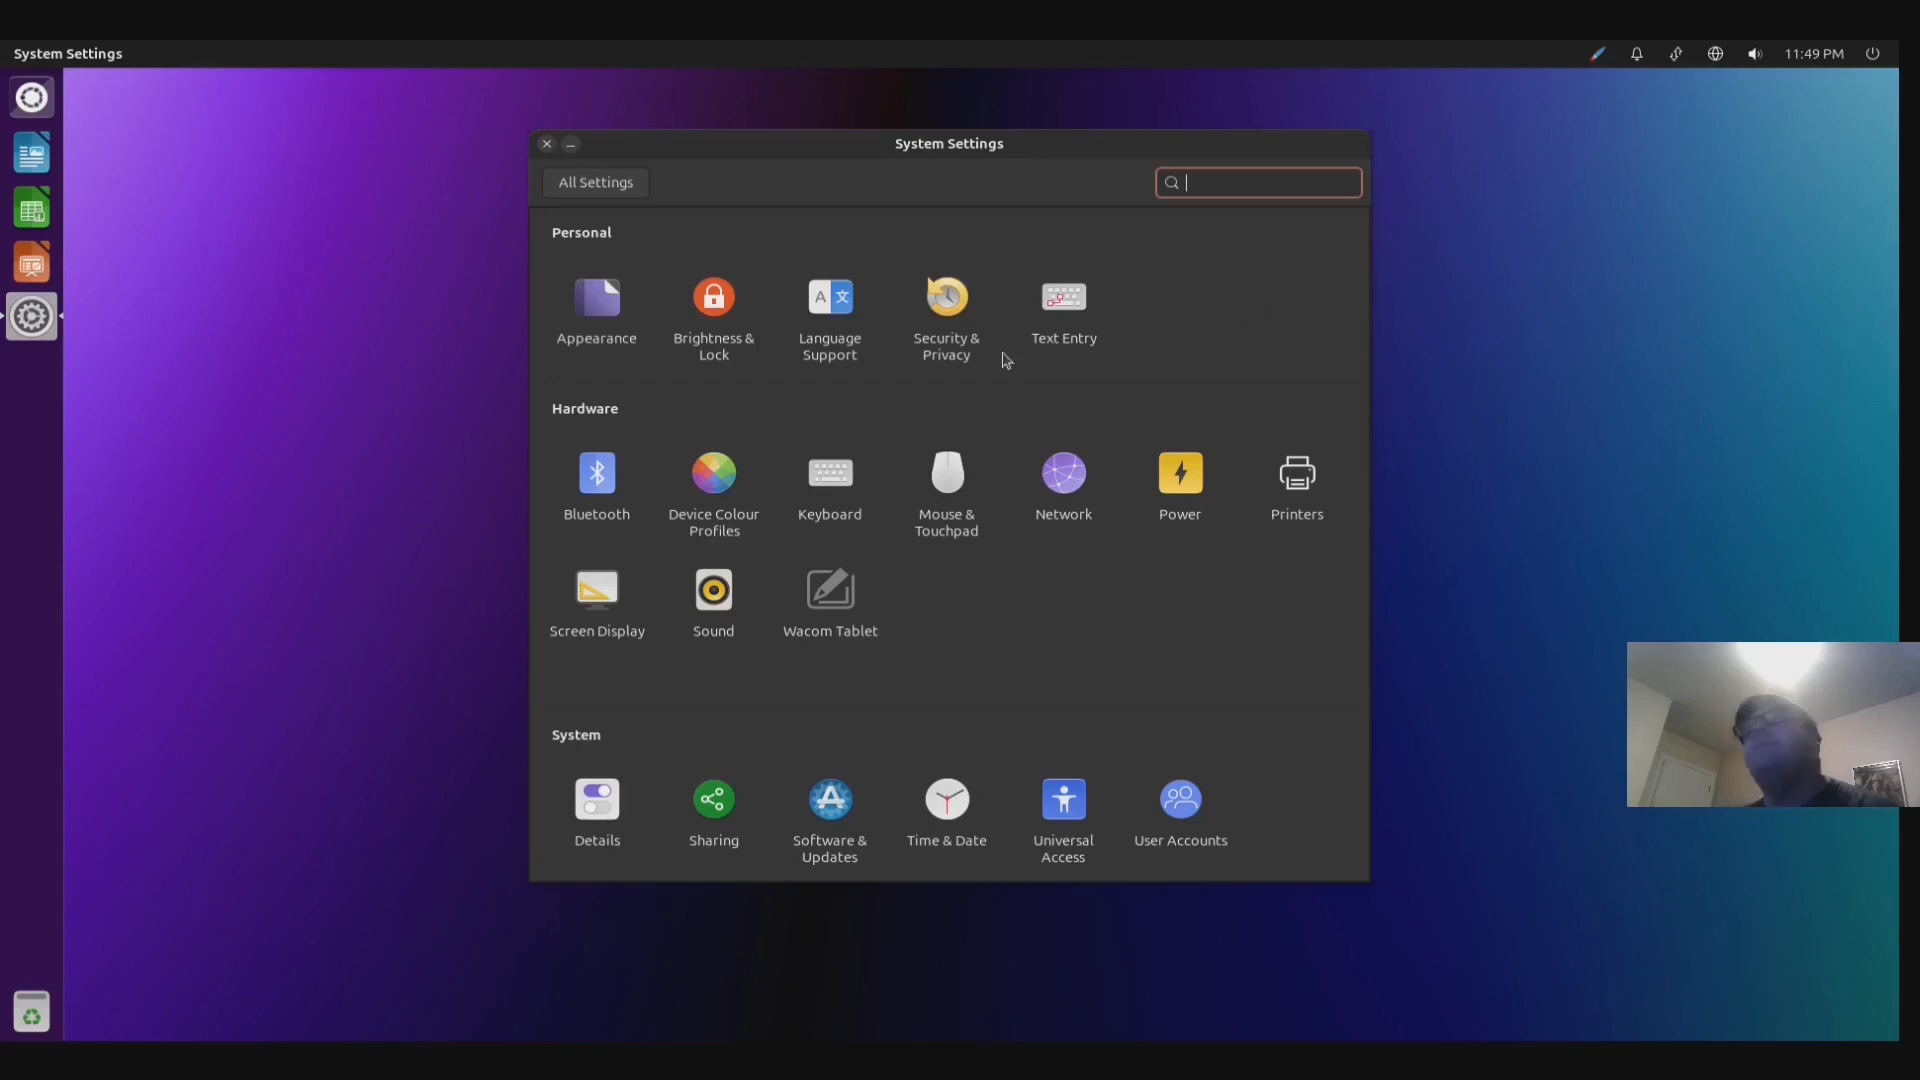 System Settings
11:49 PM
System Settings
All Settings
Personal
Appearance
Brightness &
Lock
Language
Support
Security &
Privacy
Text Entry
Hardware
Bluetooth
Device Colour
Profiles
Keyboard
Mouse &
Touchpad
Network
Power
Printers
Screen Display
Sound
Wacom Tablet
System
Details
Sharing
Software &
Updates
Time & Date
Universal
Access
User Accounts